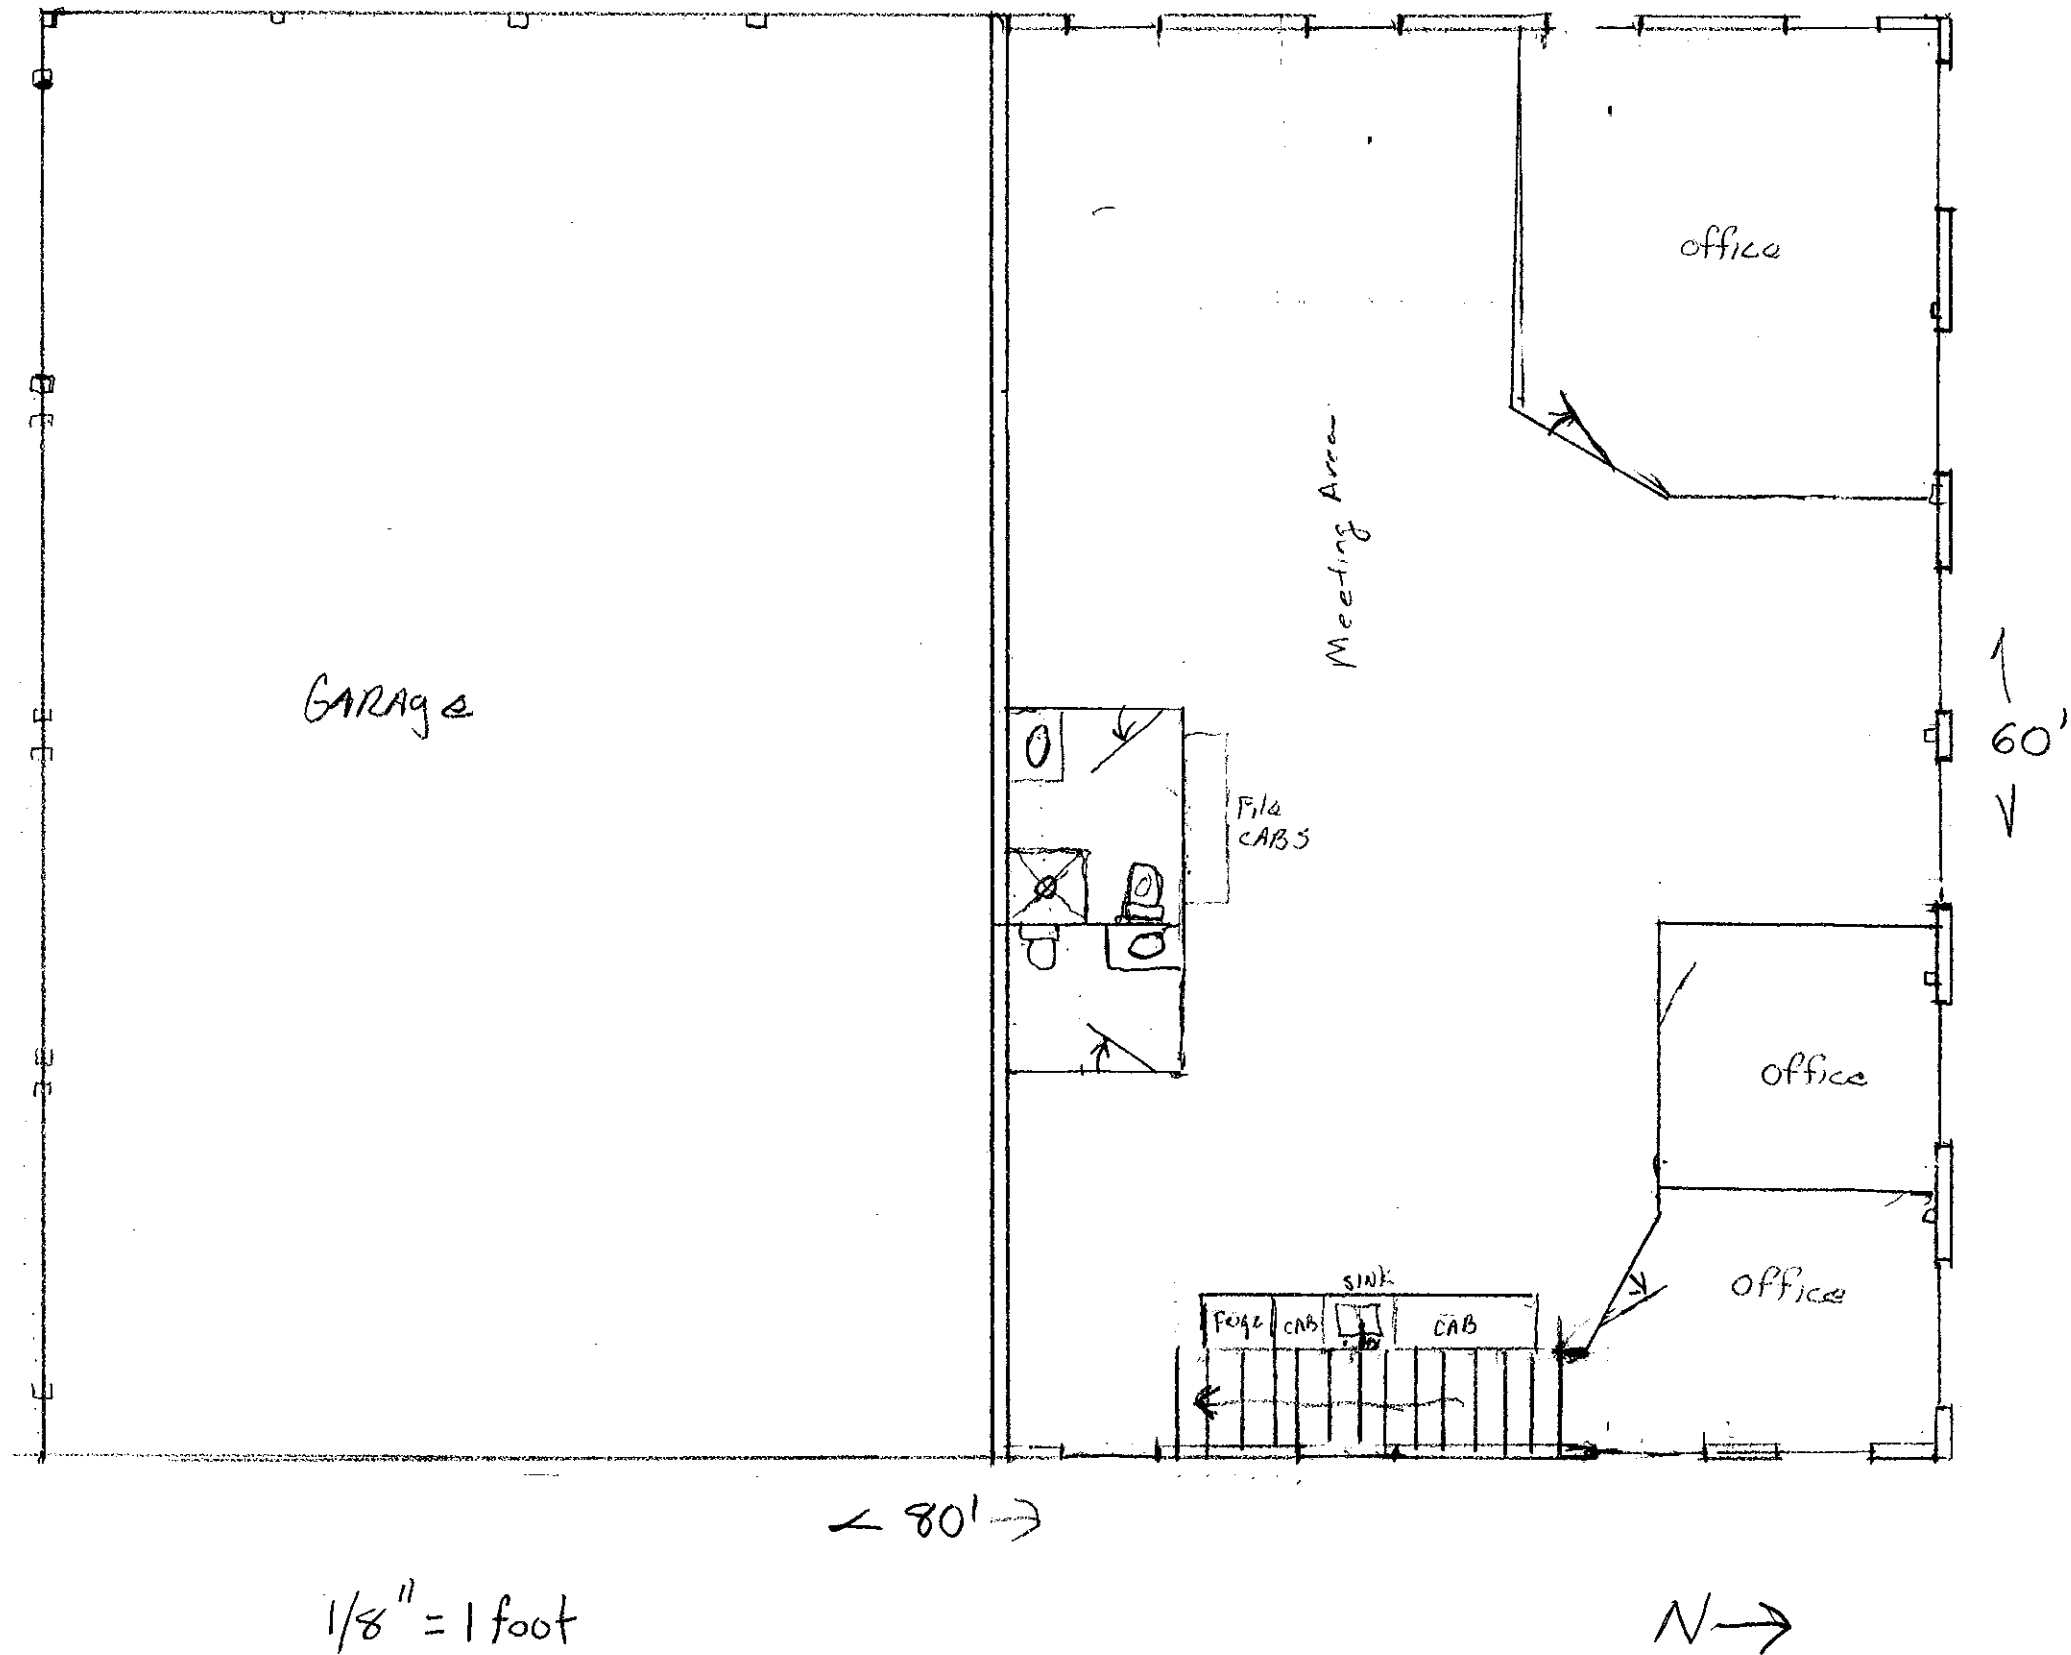 office
Meeting Area
GARAge
60'
File
CABS
office
office
SINK
Frige
CAB
CAB
< 80' →
1/8" = 1 foot
N →